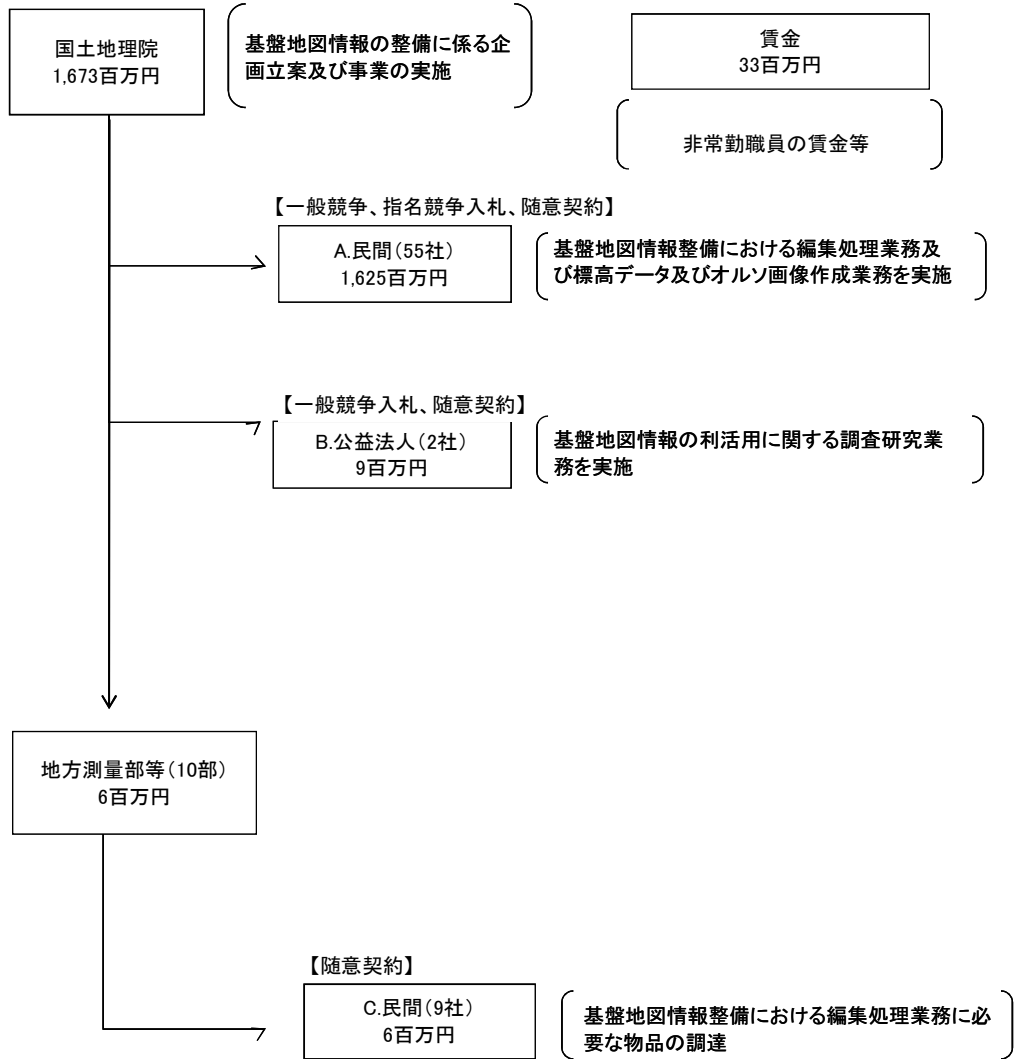 国土地理院
1,673百万円
基盤地図情報の整備に係る企
画立案及び事業の実施
賃金
33百万円
非常勤職員の賃金等
【一般競争、指名競争入札、随意契約】
A.民間(55社)
1,625百万円
基盤地図情報整備における編集処理業務及
び標高データ及びオルソ画像作成業務を実施
【一般競争入札、随意契約】
B.公益法人(2社)
9百万円
基盤地図情報の利活用に関する調査研究業
務を実施
地方測量部等(10部)
6百万円
【随意契約】
C.民間(9社)
6百万円
基盤地図情報整備における編集処理業務に必
要な物品の調達